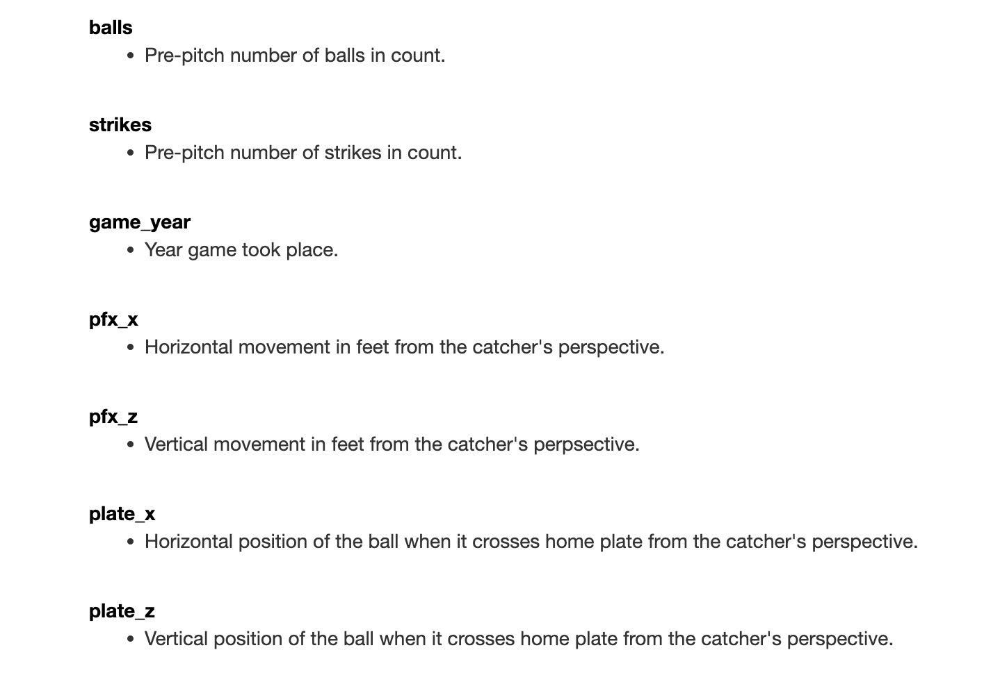 balls
• Pre-pitch number of balls in count.
strikes
• Pre-pitch number of strikes in count.
game_year
• Year game took place.
pfx_x
• Horizontal movement in feet from the catcher's perspective.
pfx_z
• Vertical movement in feet from the catcher's perpsective.
plate_x
• Horizontal position of the ball when it crosses home plate from the catcher's perspective.
plate_z
• Vertical position of the ball when it crosses home plate from the catcher's perspective.